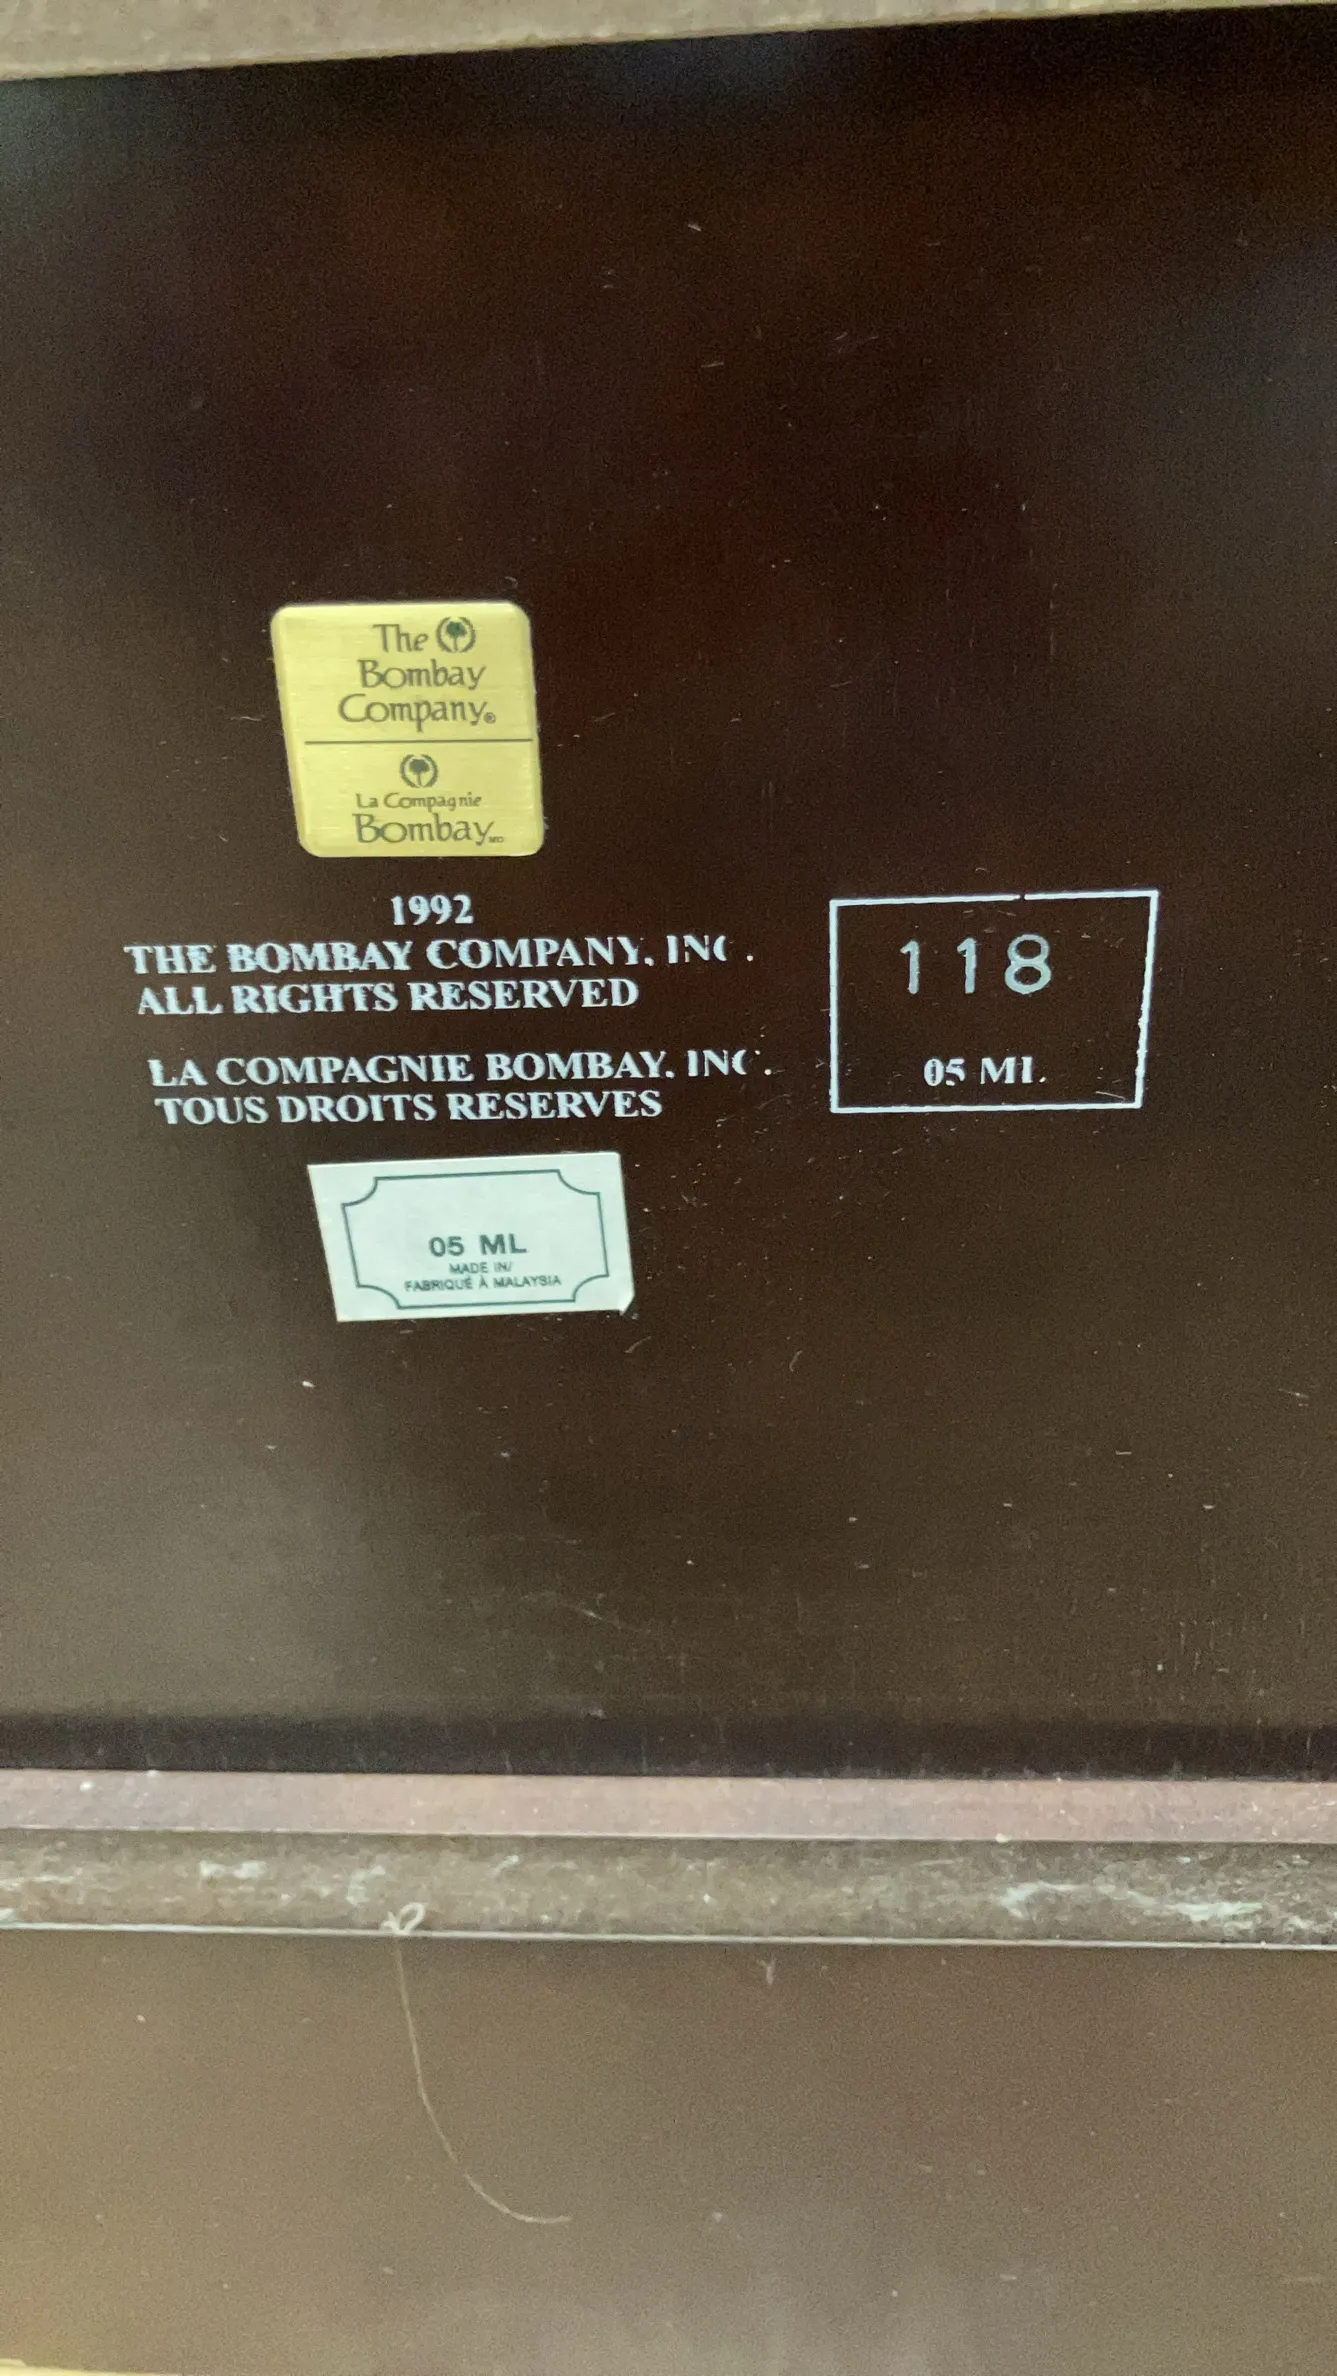 The
Bombay
Company®
La Compagnie
Bombay
1992
THE BOMBAY COMPANY, INC.
ALL RIGHTS RESERVED
LA COMPAGNIE BOMBAY, INC.
TOUS DROITS RESERVES
118
05 ML
05 ML
MADE IN/
FABRIQUÉ À MALAYSIA